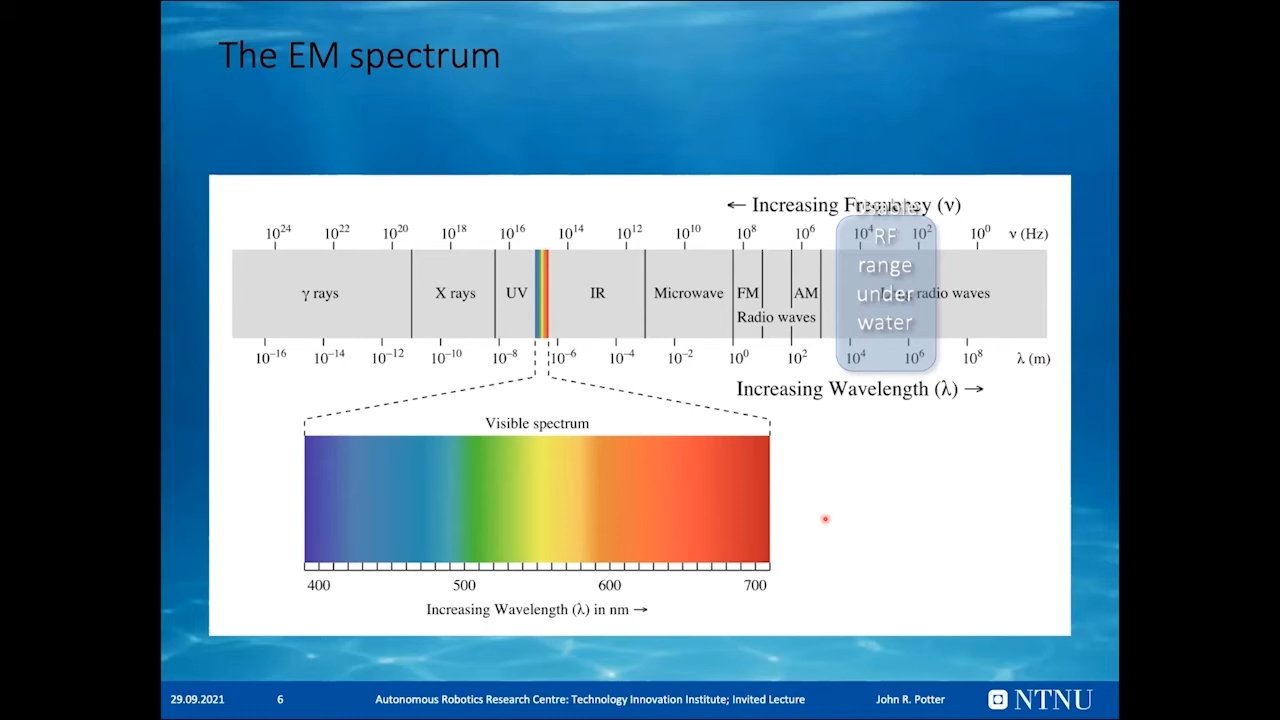 The EM spectrum
← Increasing Frequency (ν)
10²⁴ 10²² 10²⁰ 10¹⁸ 10¹⁶ 10¹⁴ 10¹² 10¹⁰ 10⁸ 10⁶ 10⁴ 10² 10⁰ ν (Hz)
γ rays X rays UV IR Microwave FM AM radio waves
Radio waves
RF
range
under
water
10⁻¹⁶ 10⁻¹⁴ 10⁻¹² 10⁻¹⁰ 10⁻⁸ 10⁻⁶ 10⁻⁴ 10⁻² 10⁰ 10² 10⁴ 10⁶ 10⁸ λ (m)
Increasing Wavelength (λ) →
Visible spectrum
400 500 600 700
Increasing Wavelength (λ) in nm →
29.09.2021 6 Autonomous Robotics Research Centre: Technology Innovation Institute; Invited Lecture John R. Potter NTNU